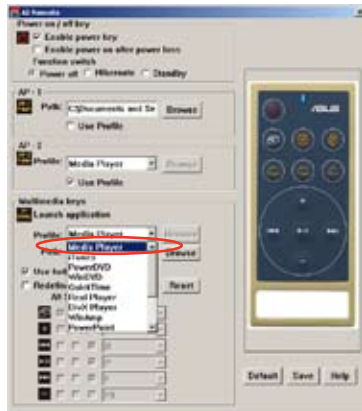 AI Remote
Power on / off key
Enable power key
Enable power on after power loss
Function switch
Power off Hibernate Standby
AP - 1
Path: C:\Documents and Se Browse
Use Profile
AP - 2
Profile: Media Player Browse
Use Profile
Multimedia keys
Launch application
Profile: Media Player Browse
Media Player
iTunes
Browse
PowerDVD
WinDVD
QuickTime
Reset
Real Player
DivX Player
WinAmp
PowerPoint
ASUS
Default Save Help